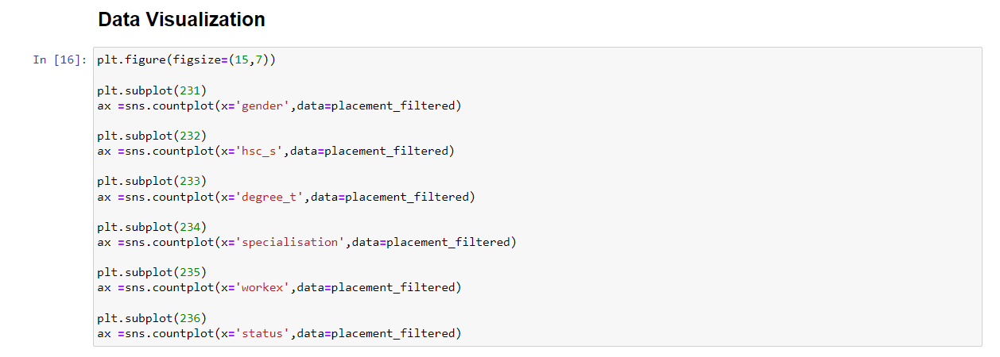 Data Visualization
In [16]: plt.figure(figsize=(15,7))
plt.subplot(231)
ax =sns.countplot(x='gender',data=placement_filtered)
plt.subplot(232)
ax =sns.countplot(x='hsc_s',data=placement_filtered)
plt.subplot(233)
ax =sns.countplot(x='degree_t',data=placement_filtered)
plt.subplot(234)
ax =sns.countplot(x='specialisation',data=placement_filtered)
plt.subplot(235)
ax =sns.countplot(x='workex',data=placement_filtered)
plt.subplot(236)
ax =sns.countplot(x='status',data=placement_filtered)